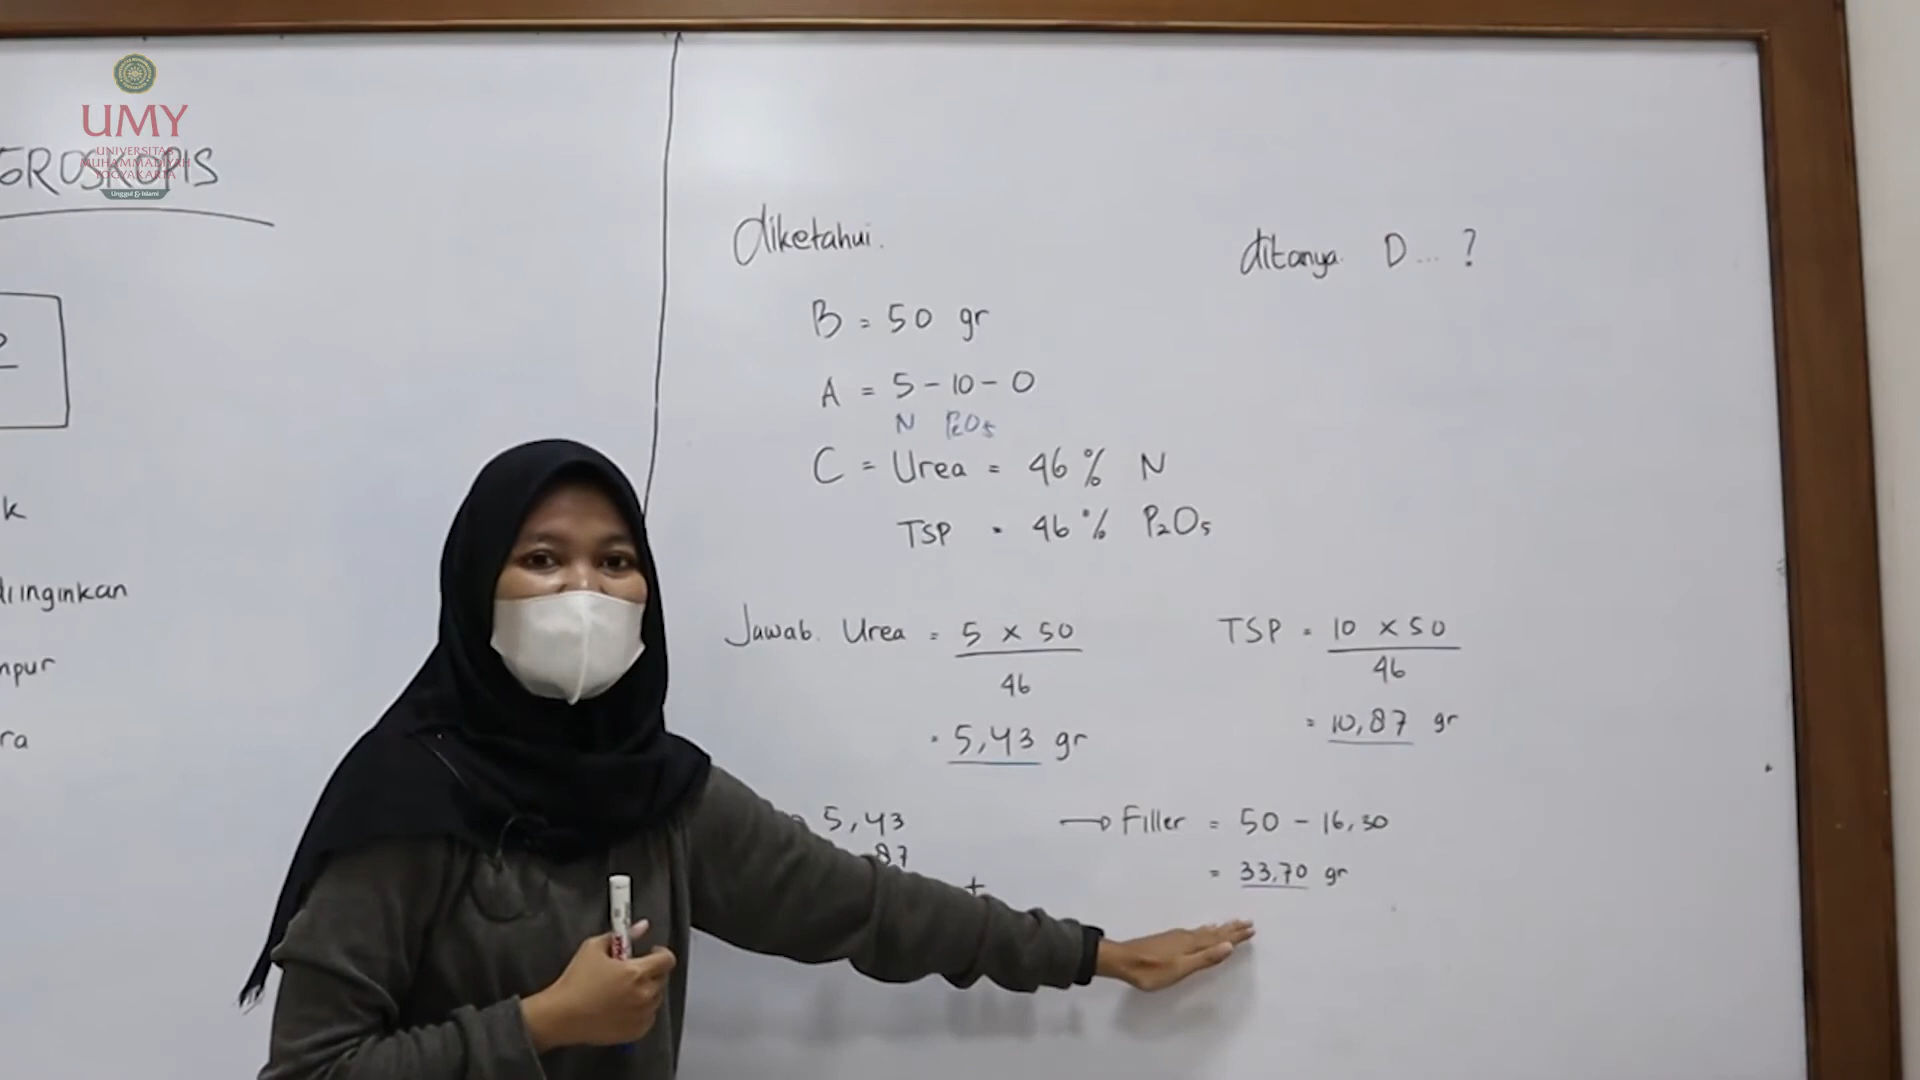 UMY
UNIVERSITAS
MUHAMMADIYAH
YOGYAKARTA
Unggul & Islami
GROSKOPIS
k
diinginkan
mpur
ra
diketahui.
B = 50 gr
A = 5 - 10 - 0
N P2O5
C = Urea = 46 % N
TSP = 46 % P2O5
ditanya. D ... ?
Jawab. Urea = 5 x 50
46
= 5,43 gr
TSP = 10 x 50
46
= 10,87 gr
5,43
87
+
→ Filler = 50 - 16,30
= 33,70 gr